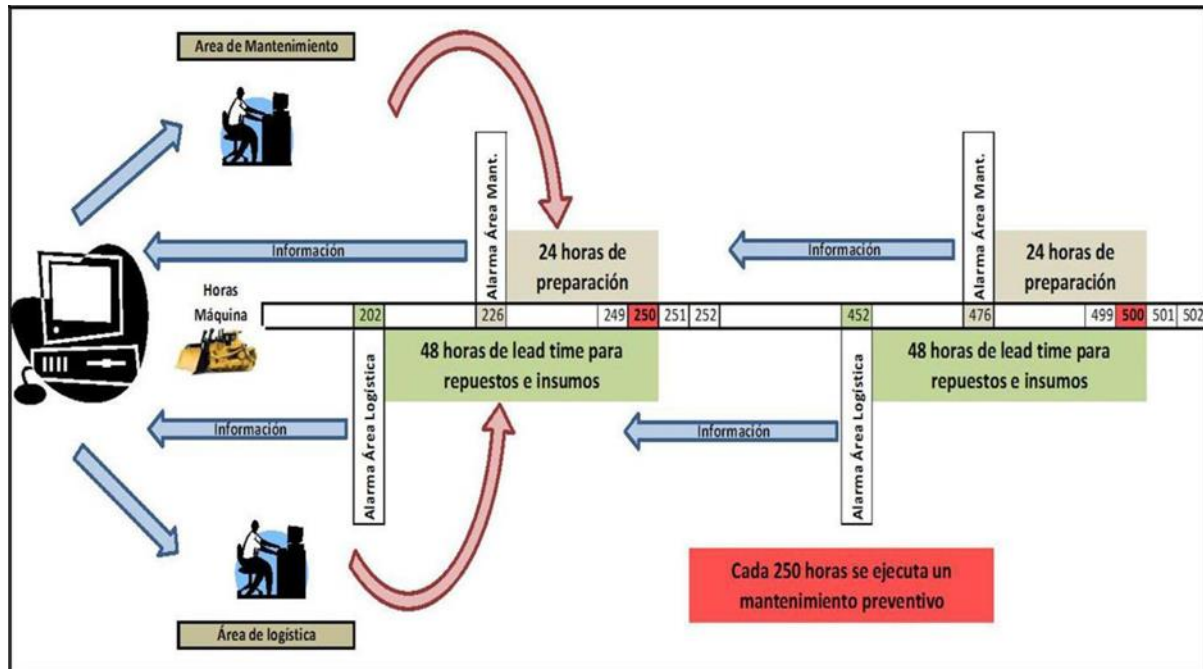 Area de Mantenimiento
Alarma Área Mant.
Alarma Área Mant.
Información
24 horas de
preparación
Información
24 horas de
preparación
Horas
Máquina
202 226 249 250 251 252 452 476 499 500 501 502
48 horas de lead time para
repuestos e insumos
48 horas de lead time para
repuestos e insumos
Información
Alarma Área Logística
Información
Alarma Área Logística
Cada 250 horas se ejecuta un
mantenimiento preventivo
Área de logística